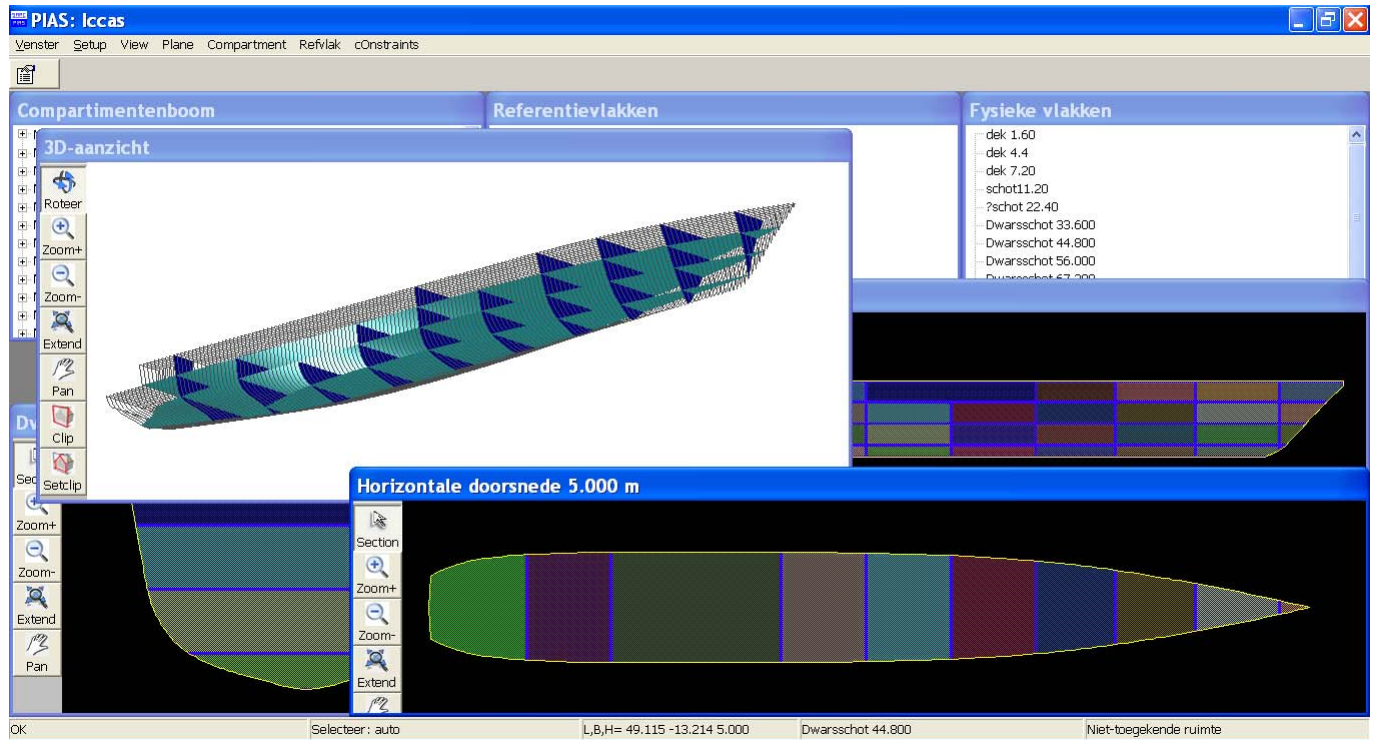 PIAS: Iccas
Venster Setup View Plane Compartment Refvlak cOnstraints
Compartimentenboom
Referentievlakken
Fysieke vlakken
dek 1.60
dek 4.4
dek 7.20
schot11.20
?schot 22.40
Dwarsschot 33.600
Dwarsschot 44.800
Dwarsschot 56.000
3D-aanzicht
Roteer
Zoom+
Zoom-
Extend
Pan
Clip
Setclip
Zoom+
Zoom-
Extend
Pan
Horizontale doorsnede 5.000 m
Section
Zoom+
Zoom-
Extend
OK
Selecteer: auto
L,B,H= 49.115 -13.214 5.000
Dwarsschot 44.800
Niet-toegekende ruimte